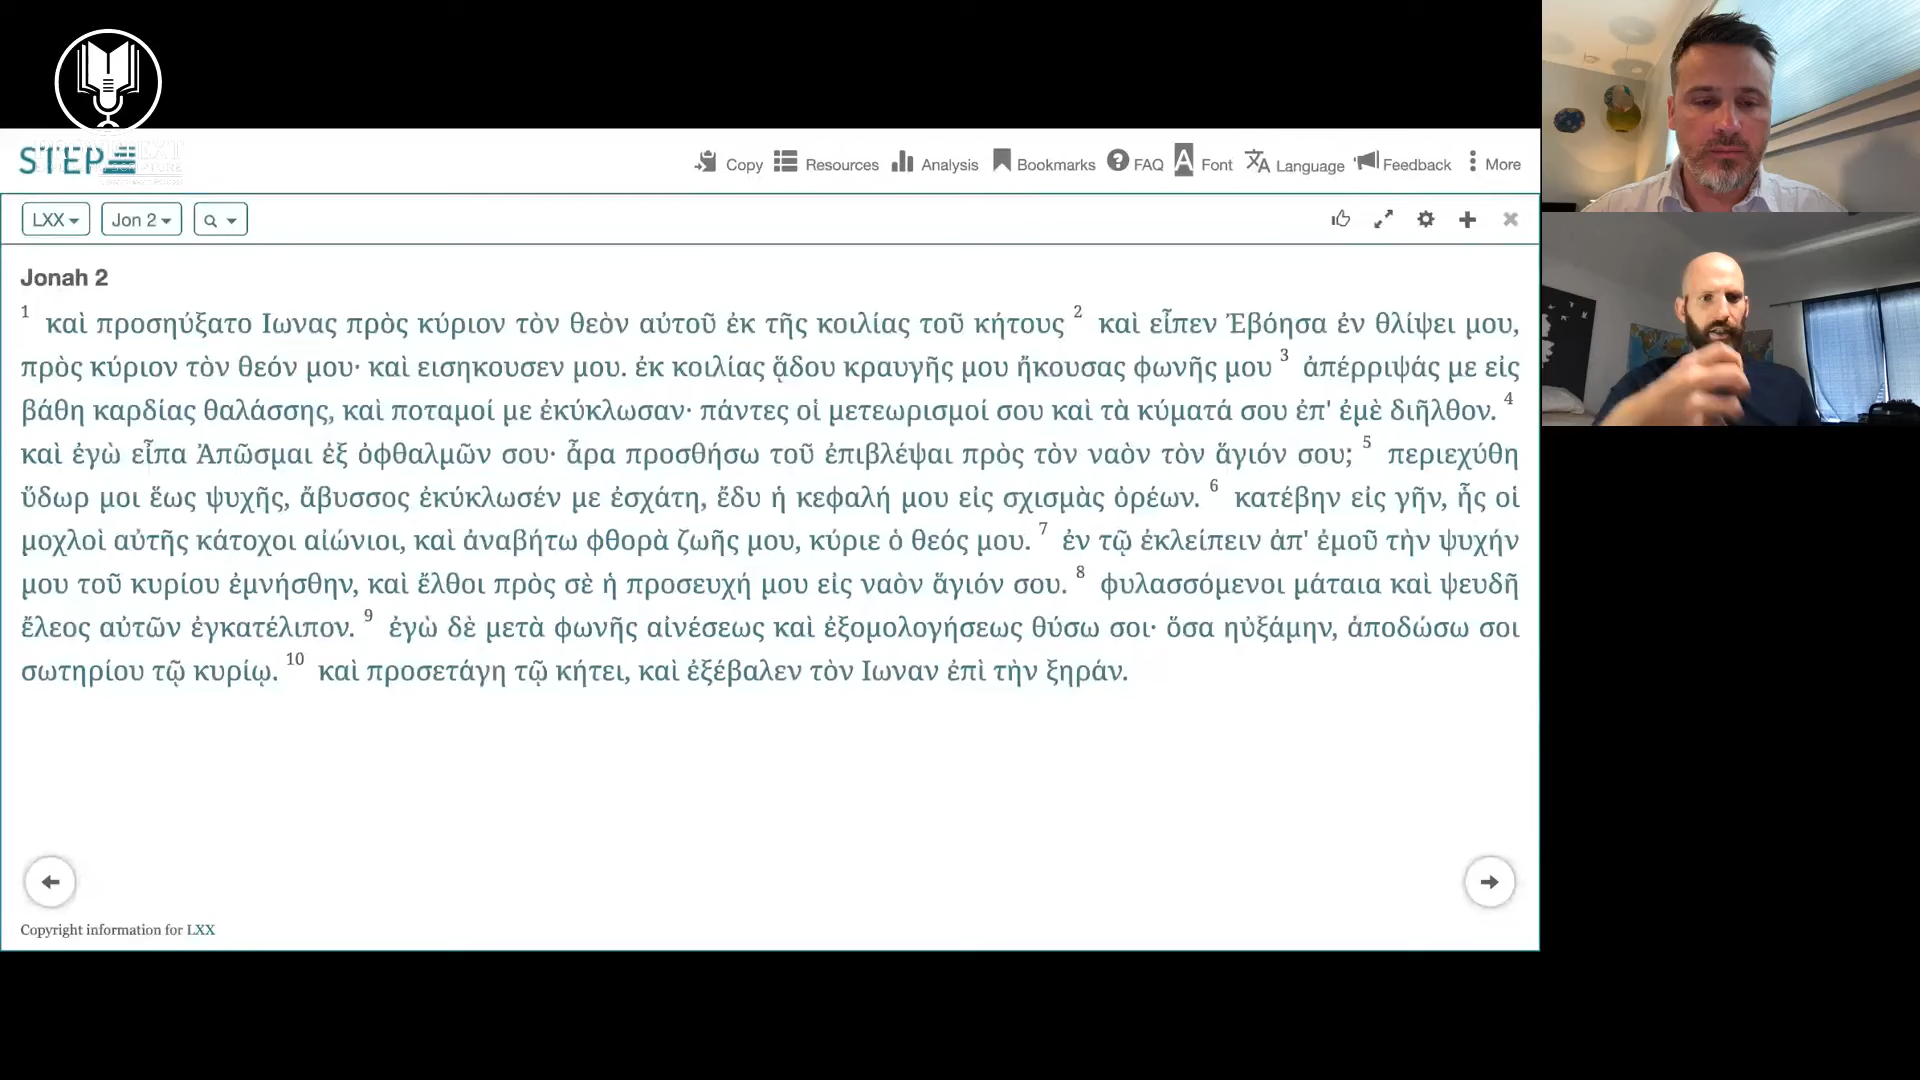 STEP
Copy Resources Analysis Bookmarks FAQ A Font Language Feedback More
LXX Jon 2
Jonah 2
1 καὶ προσηύξατο Ιωνας πρὸς κύριον τὸν θεὸν αὐτοῦ ἐκ τῆς κοιλίας τοῦ κήτους 2 καὶ εἶπεν Ἐβόησα ἐν θλίψει μου,
πρὸς κύριον τὸν θεόν μου· καὶ εισηκουσεν μου. ἐκ κοιλίας ᾅδου κραυγῆς μου ἤκουσας φωνῆς μου 3 ἀπέρριψάς με εἰς
βάθη καρδίας θαλάσσης, καὶ ποταμοί με ἐκύκλωσαν· πάντες οἱ μετεωρισμοί σου καὶ τὰ κύματά σου ἐπ' ἐμὲ διῆλθον. 4
καὶ ἐγὼ εἶπα Ἀπῶσμαι ἐξ ὀφθαλμῶν σου· ἆρα προσθήσω τοῦ ἐπιβλέψαι πρὸς τὸν ναὸν τὸν ἅγιόν σου; 5 περιεχύθη
ὕδωρ μοι ἕως ψυχῆς, ἄβυσσος ἐκύκλωσέν με ἐσχάτη, ἔδυ ἡ κεφαλή μου εἰς σχισμὰς ὀρέων. 6 κατέβην εἰς γῆν, ἧς οἱ
μοχλοὶ αὐτῆς κάτοχοι αἰώνιοι, καὶ ἀναβήτω φθορὰ ζωῆς μου, κύριε ὁ θεός μου. 7 ἐν τῷ ἐκλείπειν ἀπ' ἐμοῦ τὴν ψυχήν
μου τοῦ κυρίου ἐμνήσθην, καὶ ἔλθοι πρὸς σὲ ἡ προσευχή μου εἰς ναὸν ἅγιόν σου. 8 φυλασσόμενοι μάταια καὶ ψευδῆ
ἔλεος αὐτῶν ἐγκατέλιπον. 9 ἐγὼ δὲ μετὰ φωνῆς αἰνέσεως καὶ ἐξομολογήσεως θύσω σοι· ὅσα ηὐξάμην, ἀποδώσω σοι
σωτηρίου τῷ κυρίῳ. 10 καὶ προσετάγη τῷ κήτει, καὶ ἐξέβαλεν τὸν Ιωναν ἐπὶ τὴν ξηράν.
Copyright information for LXX